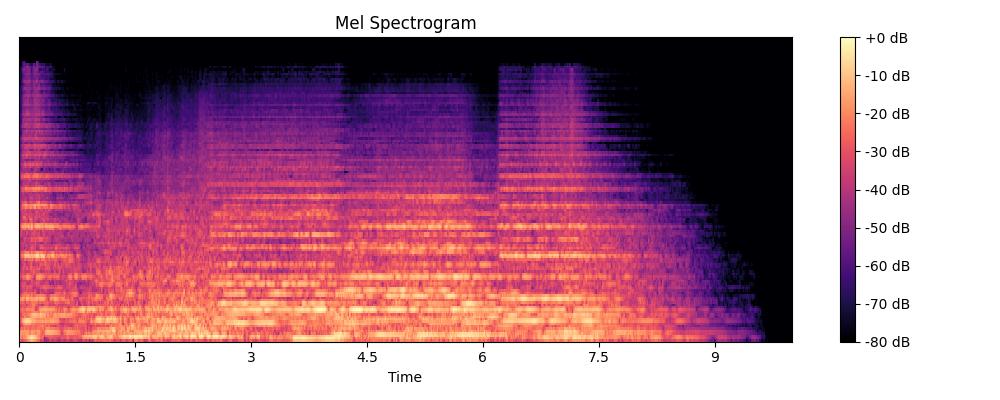 Mel Spectrogram
+0 dB
-10 dB
-20 dB
-30 dB
-40 dB
-50 dB
-60 dB
-70 dB
-80 dB
0 1.5 3 4.5 6 7.5 9
Time